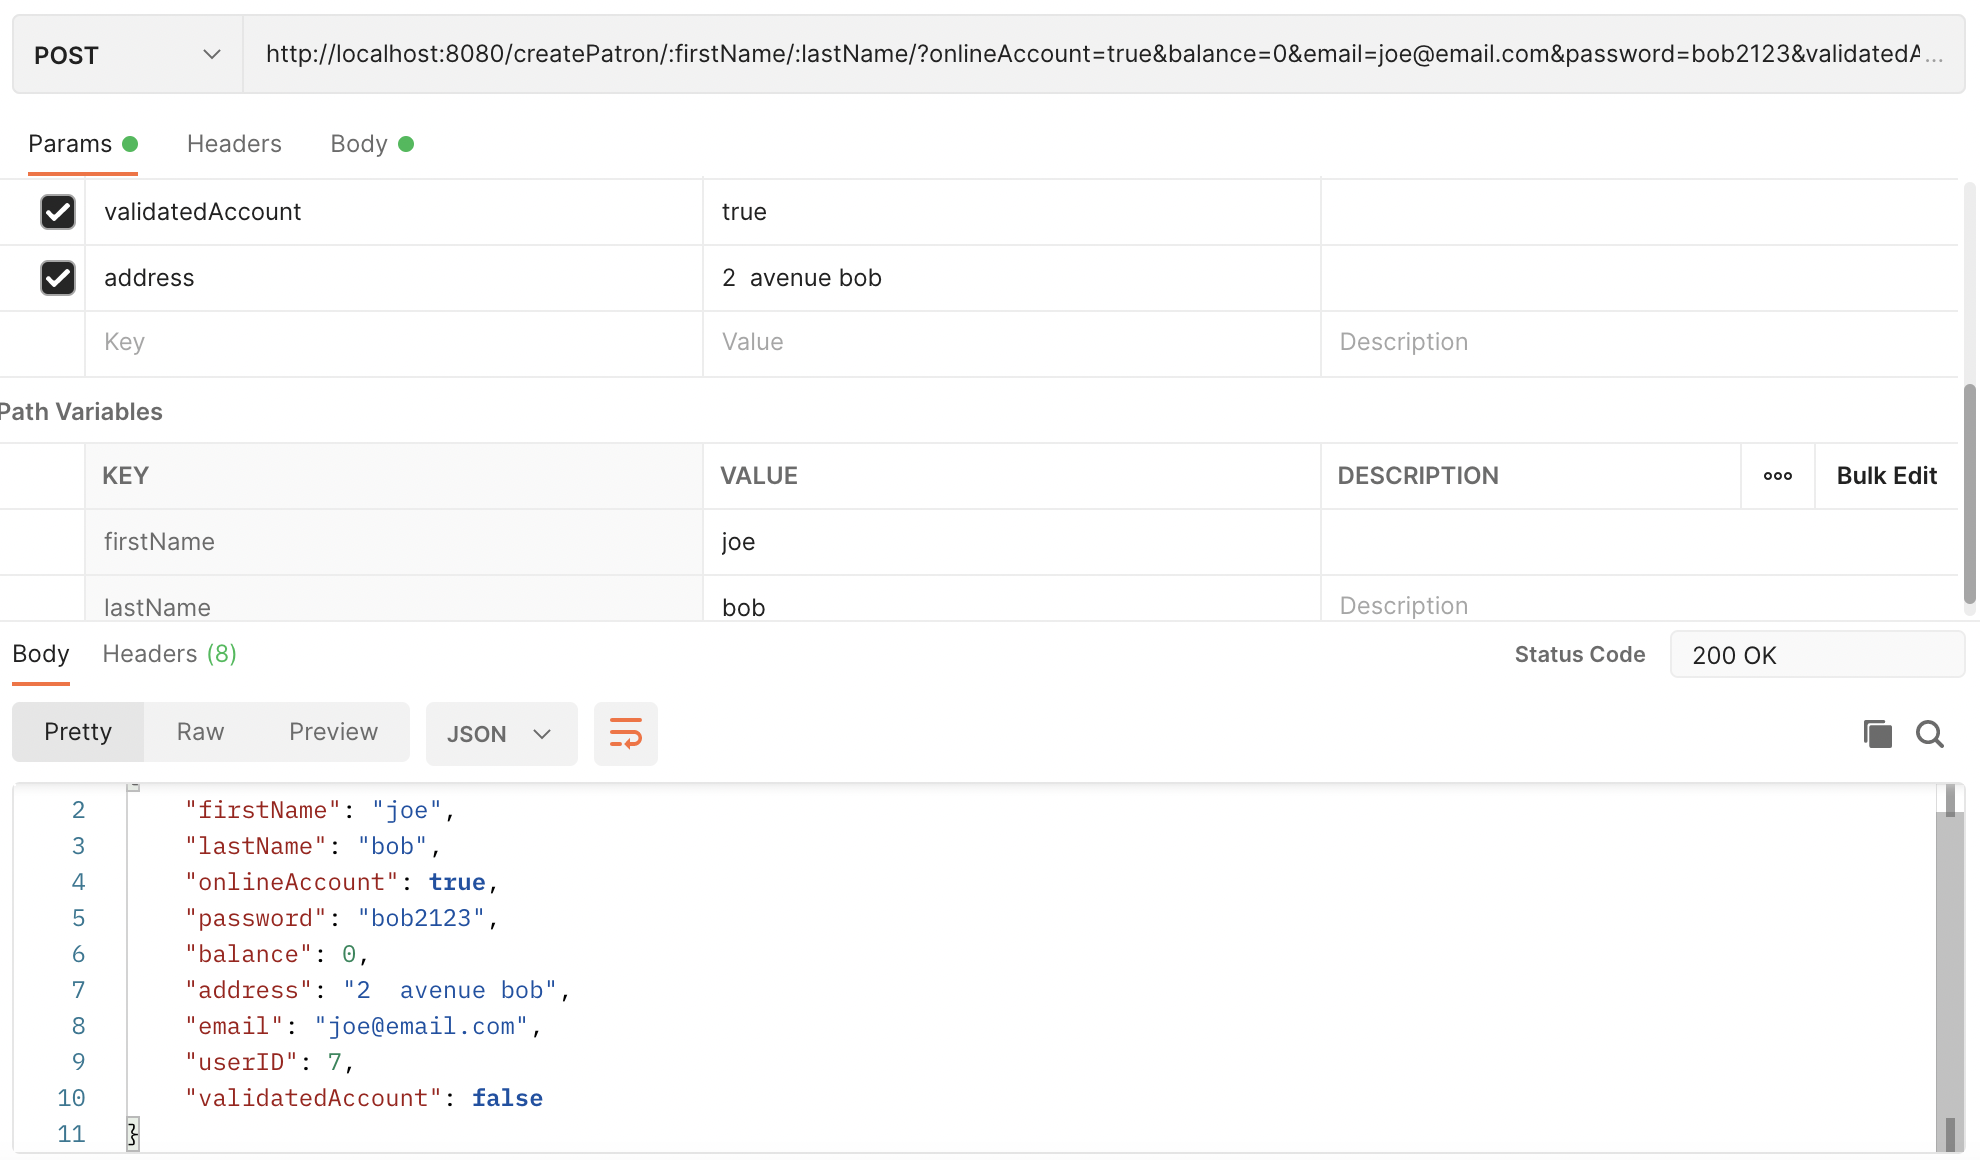 POST http://localhost:8080/createPatron/:firstName/:lastName/?onlineAccount=true&balance=0&email=joe@email.com&password=bob2123&validatedA...
Params Headers Body
validatedAccount true
address 2  avenue bob
Key Value Description
Path Variables
KEY VALUE DESCRIPTION ooo Bulk Edit
firstName joe
lastName bob Description
Body Headers (8) Status Code 200 OK
Pretty Raw Preview JSON
2 "firstName": "joe",
3 "lastName": "bob",
4 "onlineAccount": true,
5 "password": "bob2123",
6 "balance": 0,
7 "address": "2  avenue bob",
8 "email": "joe@email.com",
9 "userID": 7,
10 "validatedAccount": false
11 }